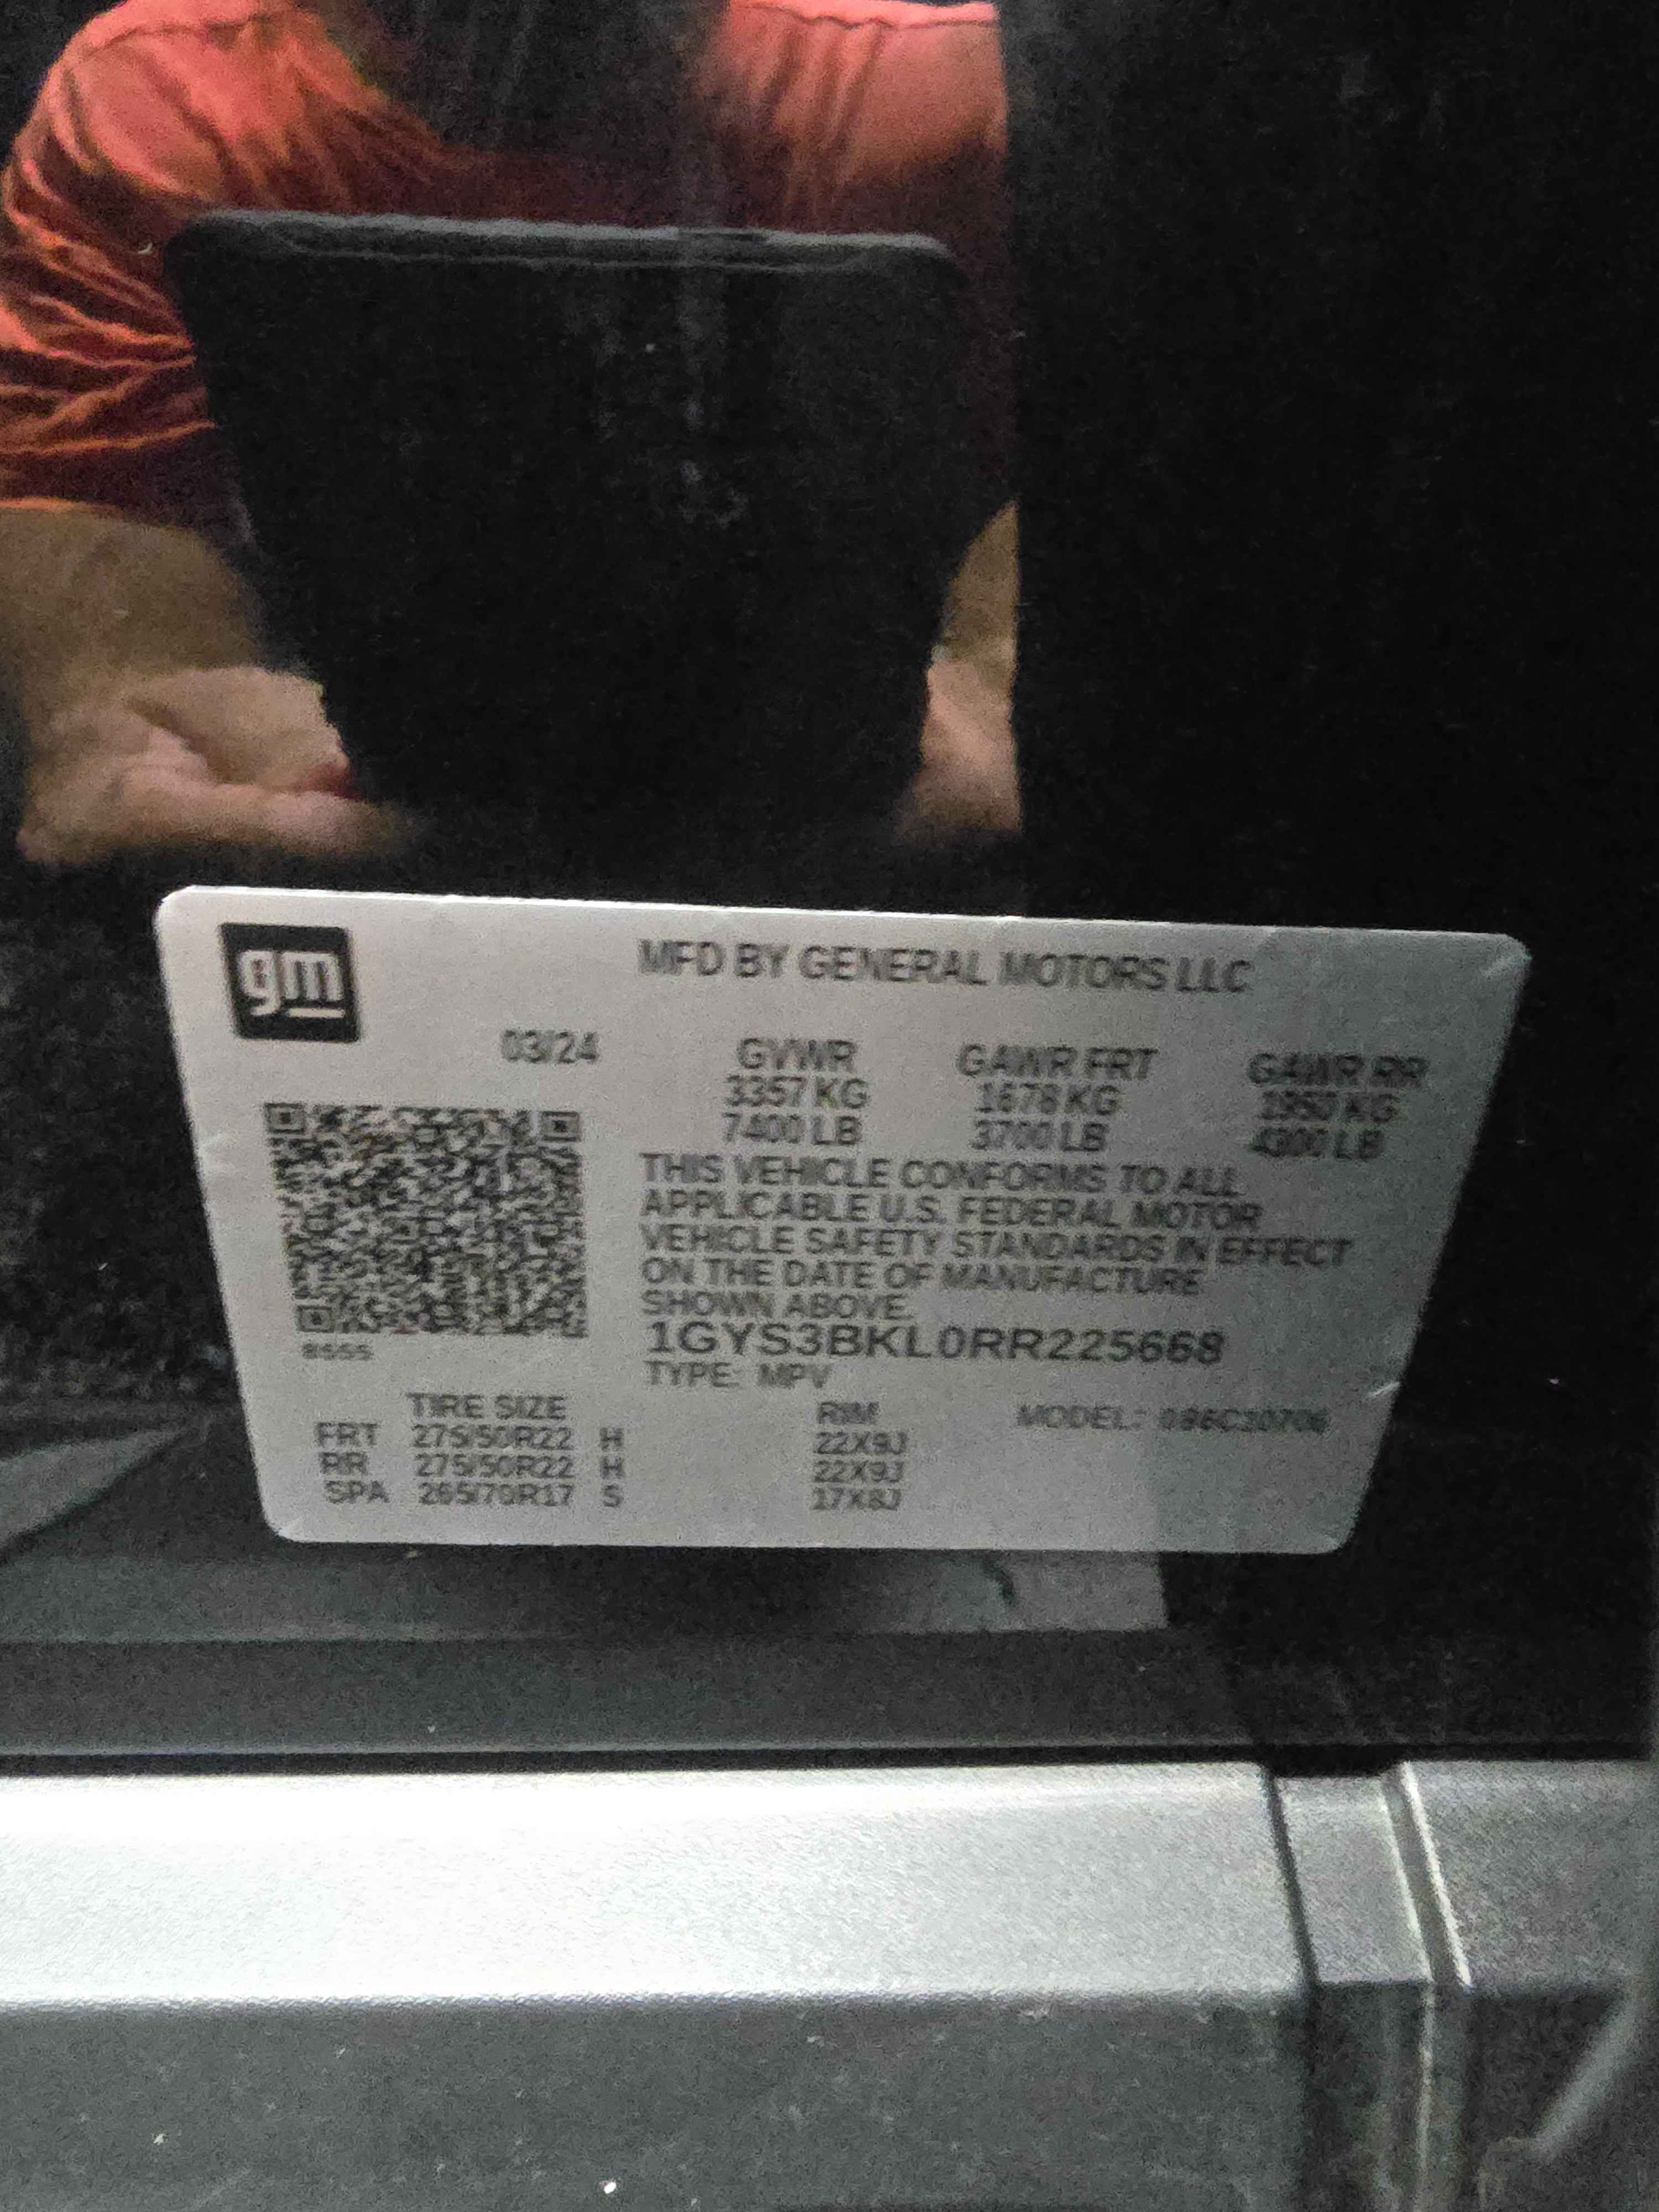 gm
MFD BY GENERAL MOTORS LLC
03/24
GVWR GAWR FRT GAWR RR
3357 KG 1678 KG 1950 KG
7400 LB 3700 LB 4300 LB
THIS VEHICLE CONFORMS TO ALL
APPLICABLE U.S. FEDERAL MOTOR
VEHICLE SAFETY STANDARDS IN EFFECT
ON THE DATE OF MANUFACTURE
SHOWN ABOVE.
1GYS3BKL0RR225668
8555
TYPE: MPV
TIRE SIZE RIM MODEL:
FRT 275/50R22 H 22X9J
RR 275/50R22 H 22X9J
SPA 265/70R17 S 17X8J